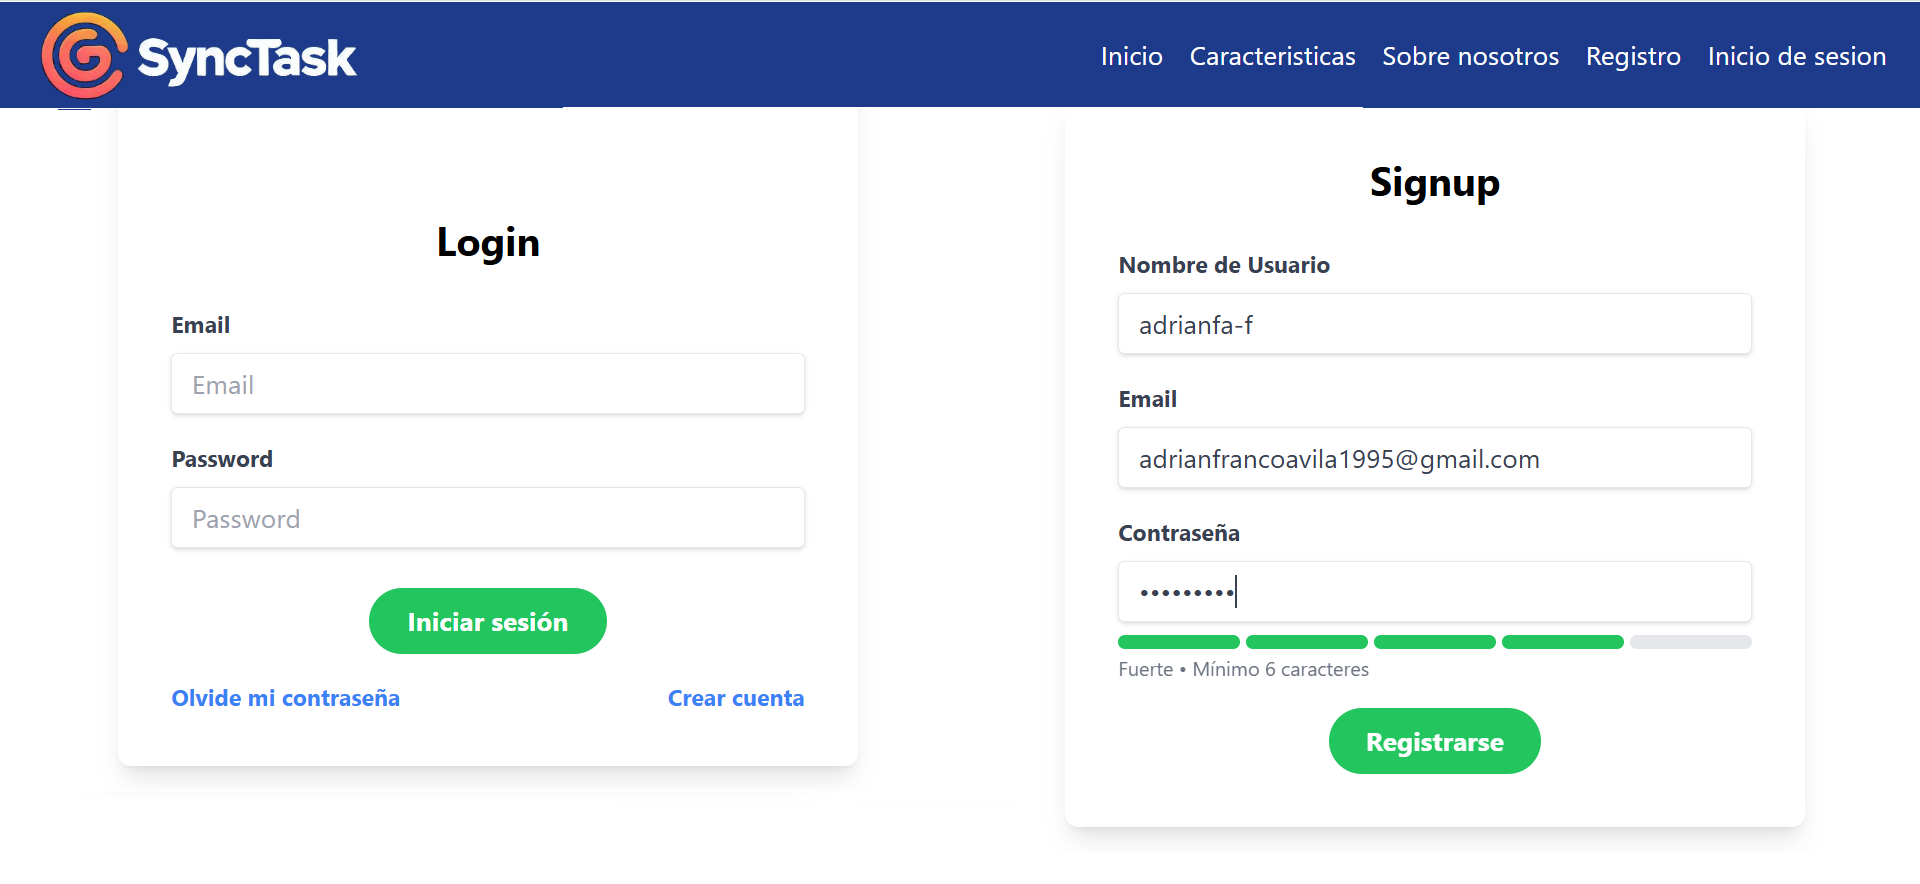 SyncTask
Inicio Caracteristicas Sobre nosotros Registro Inicio de sesion
Login
Email
Email
Password
Password
Iniciar sesión
Olvide mi contraseña Crear cuenta
Signup
Nombre de Usuario
adrianfa-f
Email
adrianfrancoavila1995@gmail.com
Contraseña
•••••••••
Fuerte • Mínimo 6 caracteres
Registrarse